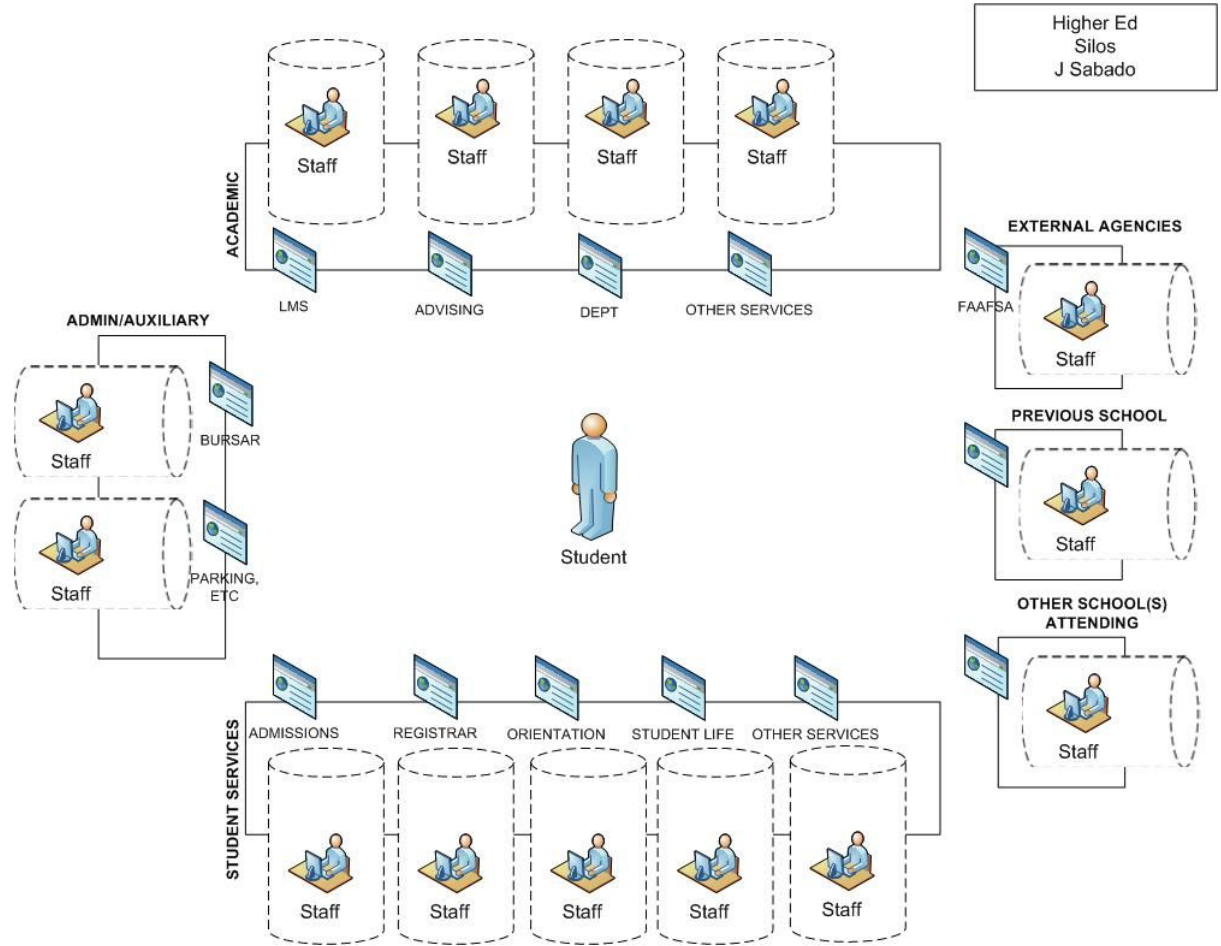 Higher Ed
Silos
J Sabado
ACADEMIC
Staff
Staff
Staff
Staff
LMS
ADVISING
DEPT
OTHER SERVICES
EXTERNAL AGENCIES
FAAFSA
Staff
ADMIN/AUXILIARY
BURSAR
Staff
PARKING,
ETC
Staff
Student
PREVIOUS SCHOOL
Staff
OTHER SCHOOL(S)
ATTENDING
Staff
STUDENT SERVICES
ADMISSIONS
REGISTRAR
ORIENTATION
STUDENT LIFE
OTHER SERVICES
Staff
Staff
Staff
Staff
Staff